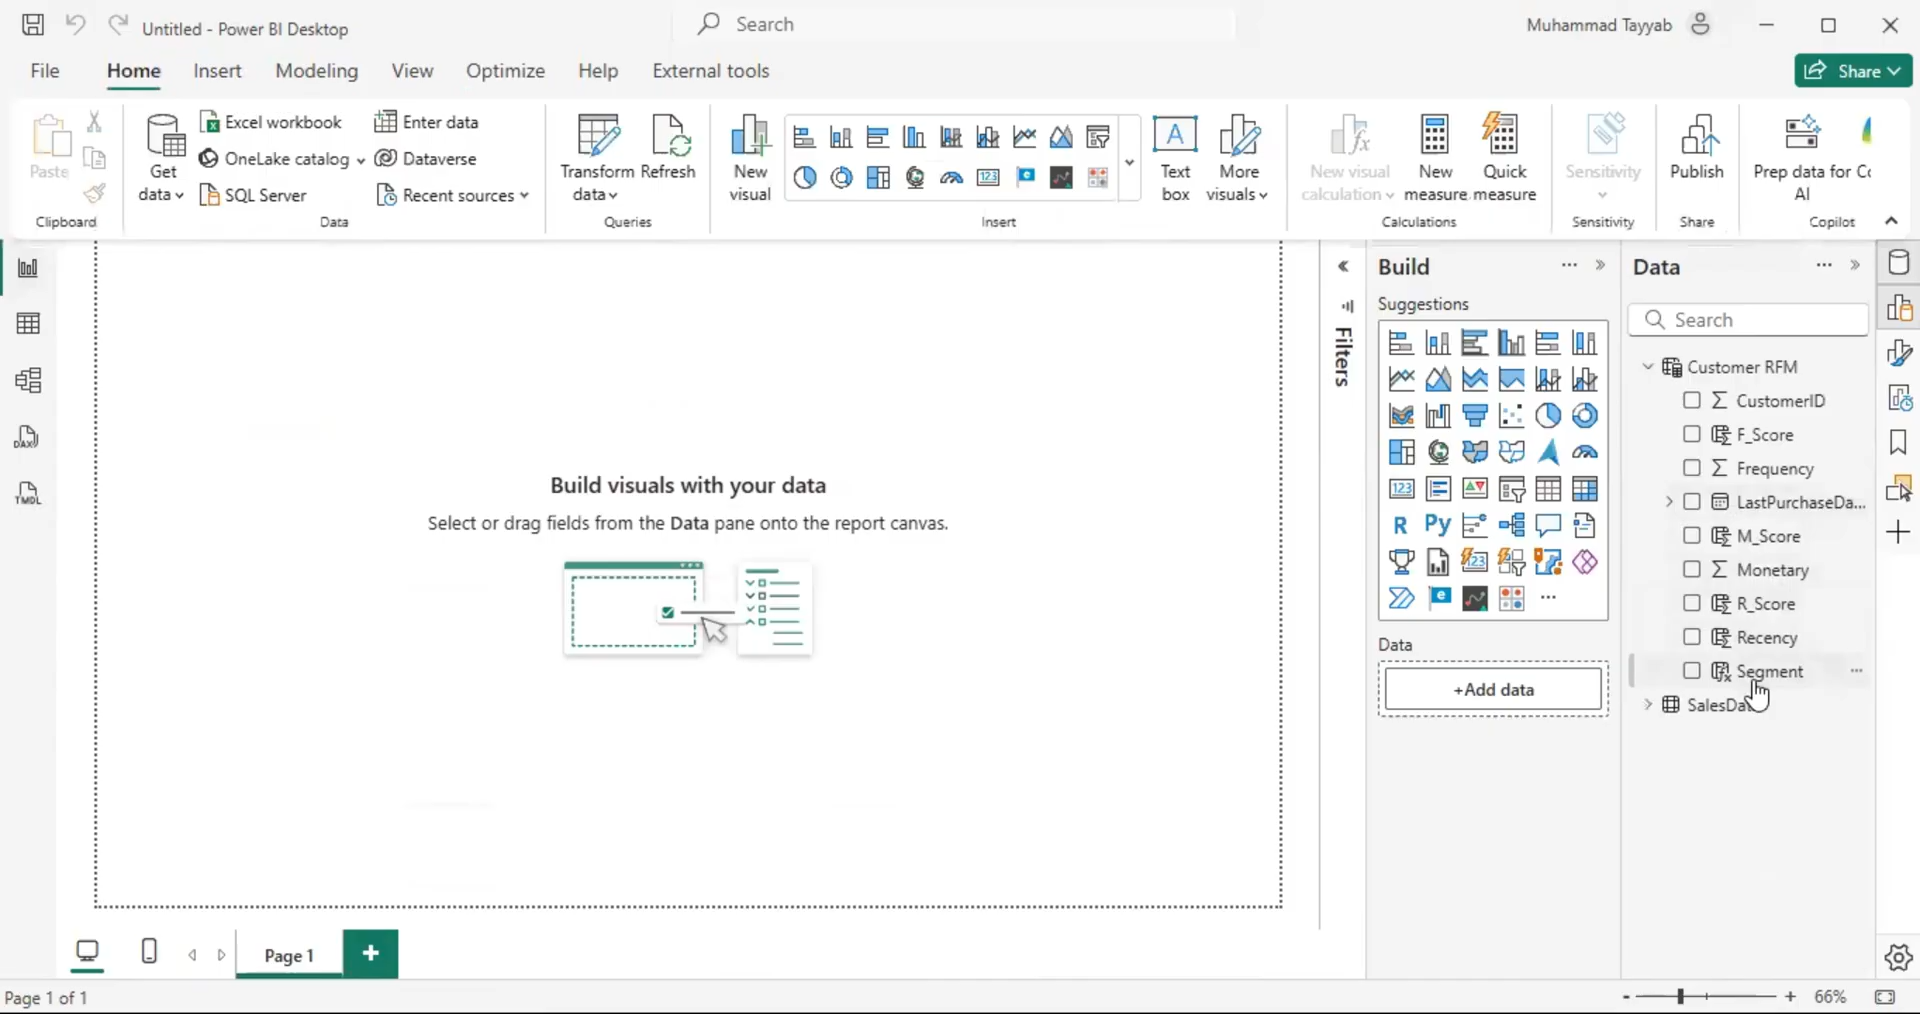 Untitled - Power BI Desktop
Search
Muhammad Tayyab
File
Home
Insert
Modeling
View
Optimize
Help
External tools
Share
Paste
Clipboard
Get data
Excel workbook
OneLake catalog
SQL Server
Enter data
Dataverse
Recent sources
Data
Transform data
Refresh
Queries
New visual
Insert
A
Text box
More visuals
New visual calculation
New measure
Quick measure
Calculations
Sensitivity
Sensitivity
Publish
Share
Prep data for AI
Cc
Copilot
DAX
TMDL
Build visuals with your data
Select or drag fields from the Data pane onto the report canvas.
Filters
Build
Suggestions
123
R
Py
123
Data
+Add data
Data
Search
Customer RFM
CustomerID
F_Score
Frequency
LastPurchaseDa...
M_Score
Monetary
R_Score
Recency
Segment
SalesDa
Page 1
Page 1 of 1
- + 66%